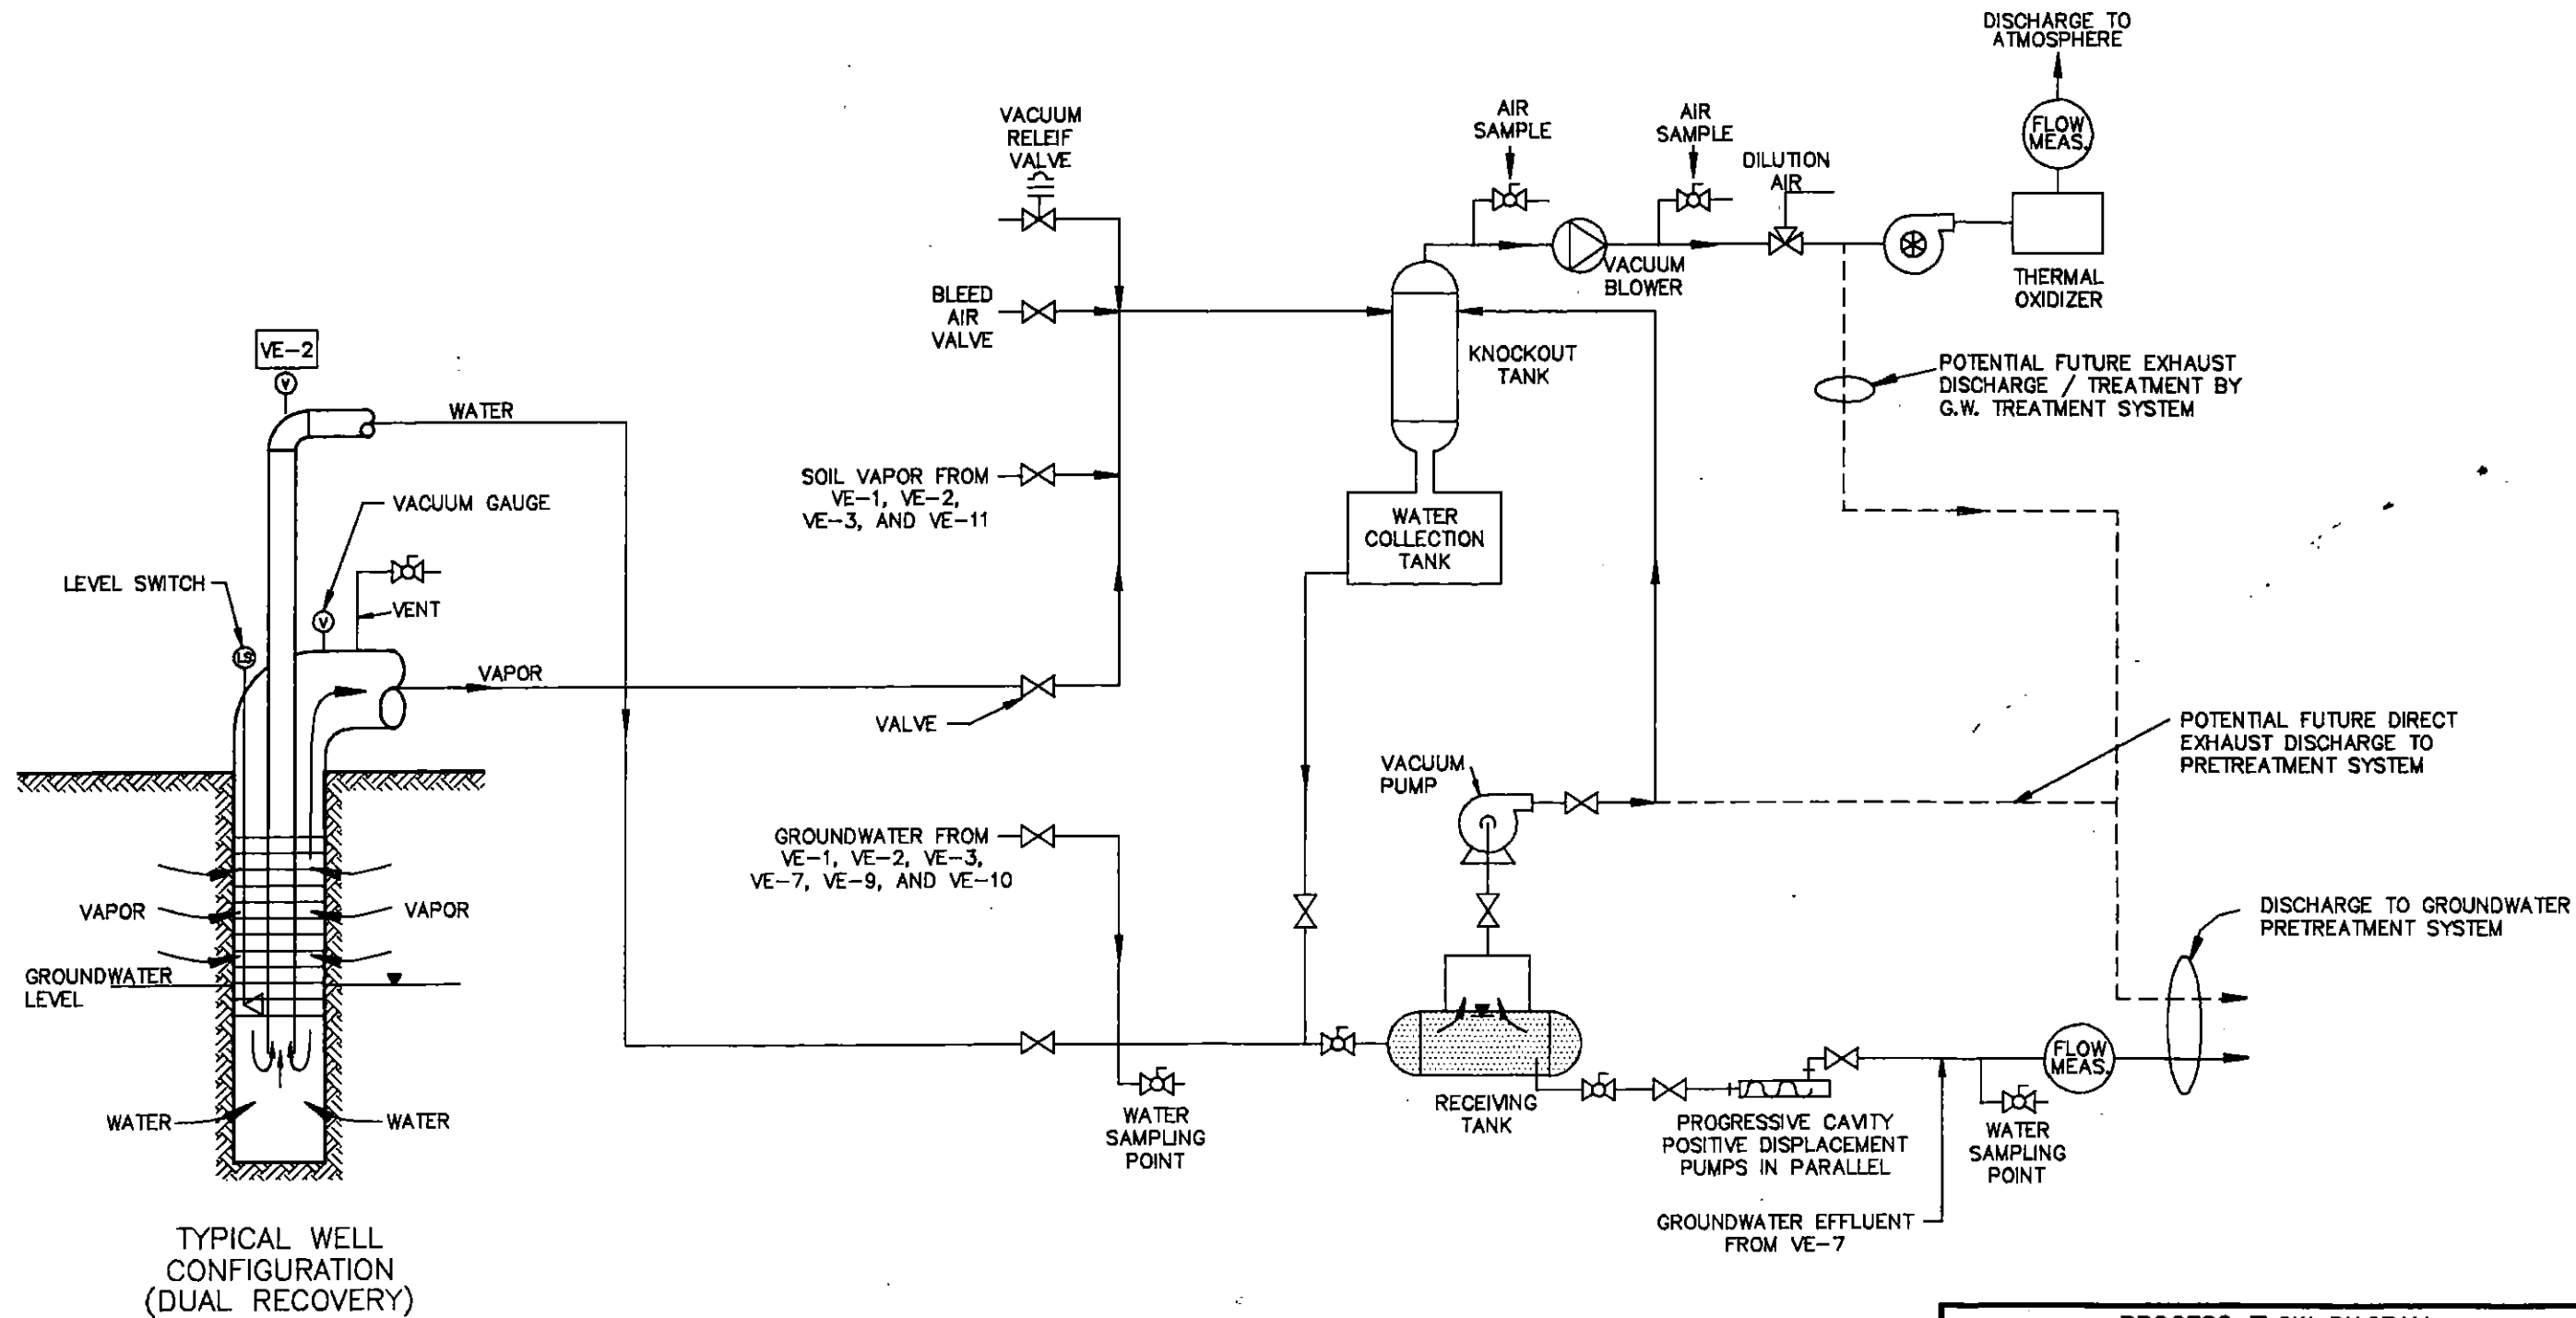 DISCHARGE TO
ATMOSPHERE
FLOW
MEAS.
AIR
SAMPLE
AIR
SAMPLE
DILUTION
AIR
VACUUM
RELEIF
VALVE
VACUUM
BLOWER
THERMAL
OXIDIZER
BLEED
AIR
VALVE
VE-2
V
KNOCKOUT
TANK
POTENTIAL FUTURE EXHAUST
DISCHARGE / TREATMENT BY
G.W. TREATMENT SYSTEM
WATER
SOIL VAPOR FROM
VE-1, VE-2,
VE-3, AND VE-11
VACUUM GAUGE
WATER
COLLECTION
TANK
LEVEL SWITCH
VENT
V
LS
VAPOR
VALVE
POTENTIAL FUTURE DIRECT
EXHAUST DISCHARGE TO
PRETREATMENT SYSTEM
VACUUM
PUMP
GROUNDWATER FROM
VE-1, VE-2, VE-3,
VE-7, VE-9, AND VE-10
VAPOR
VAPOR
DISCHARGE TO GROUNDWATER
PRETREATMENT SYSTEM
GROUNDWATER
LEVEL
FLOW
MEAS.
RECEIVING
TANK
WATER
WATER
WATER
SAMPLING
POINT
PROGRESSIVE CAVITY
POSITIVE DISPLACEMENT
PUMPS IN PARALLEL
WATER
SAMPLING
POINT
GROUNDWATER EFFLUENT
FROM VE-7
TYPICAL WELL
CONFIGURATION
(DUAL RECOVERY)
PROCESS FLOW DIAGRAM